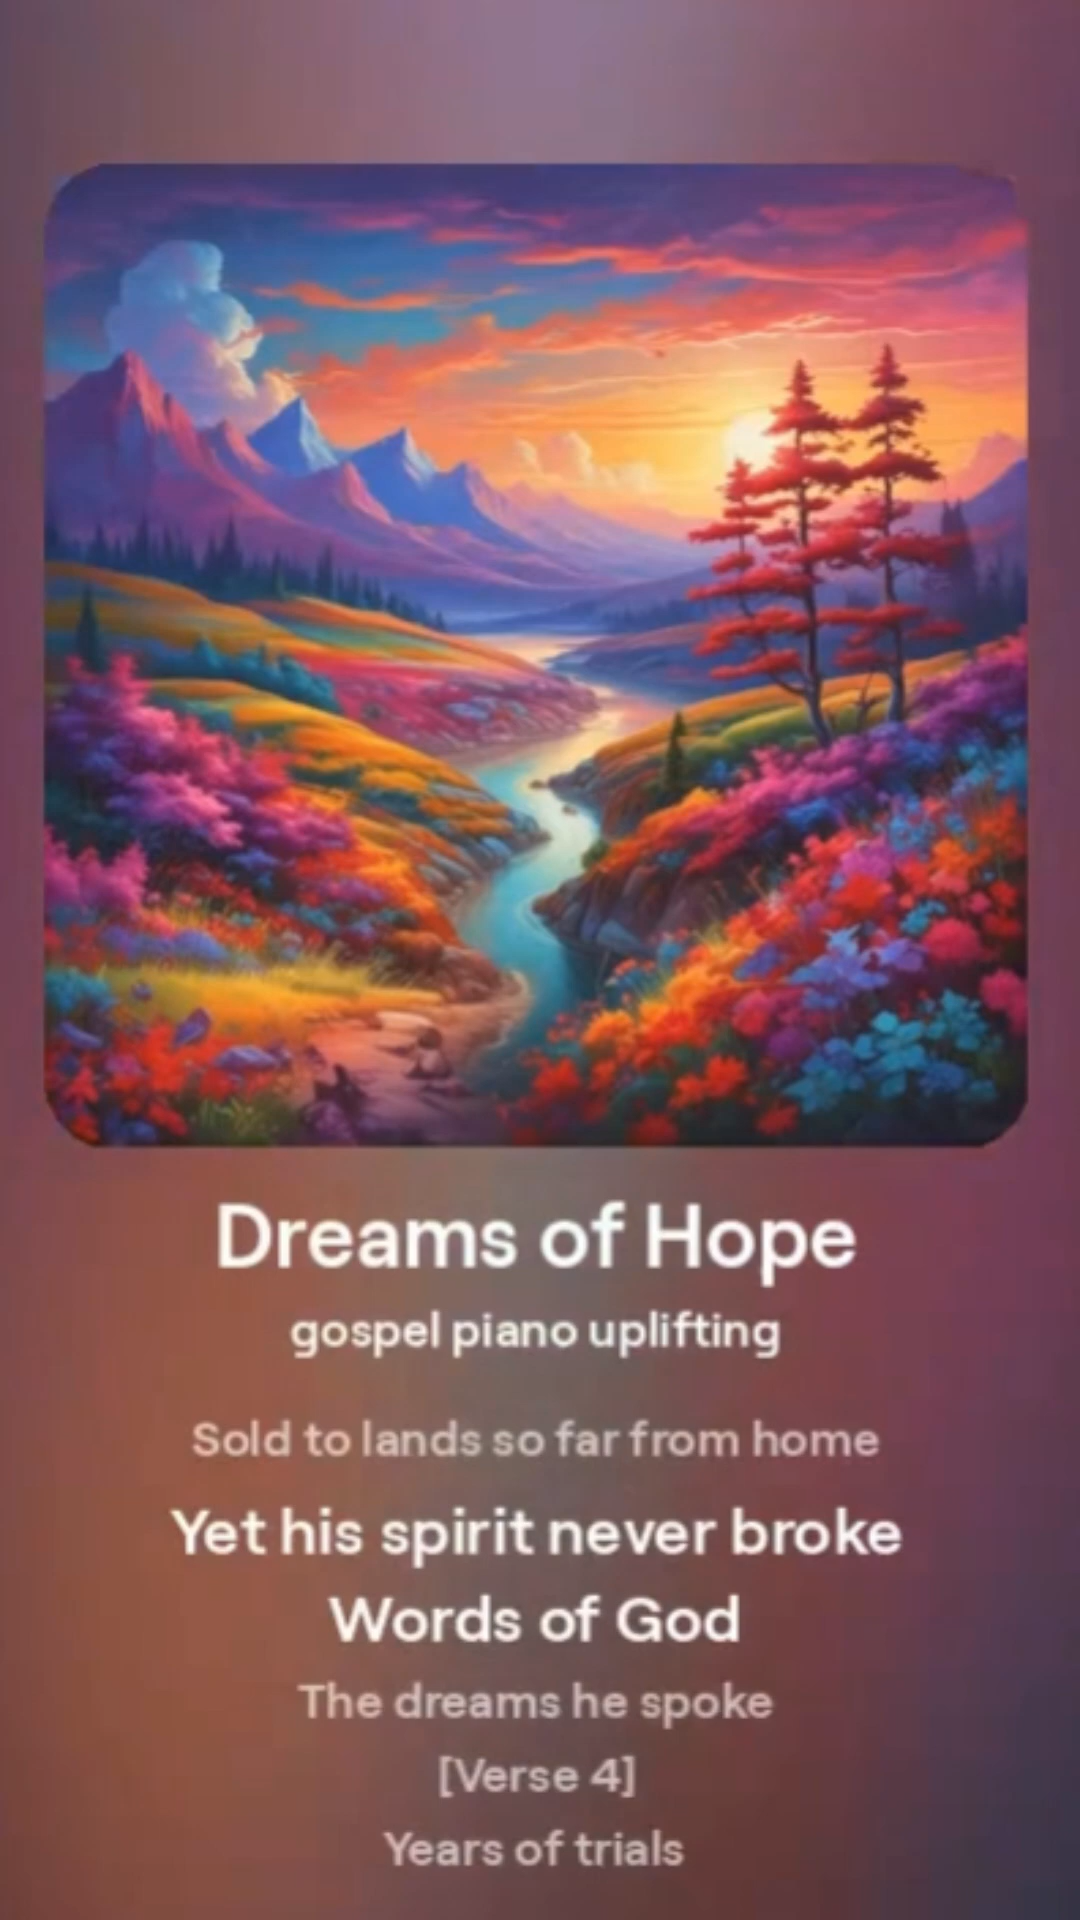 Dreams of Hope
gospel piano uplifting
Sold to lands so far from home
Yet his spirit never broke
Words of God
The dreams he spoke
[Verse 4]
Years of trials